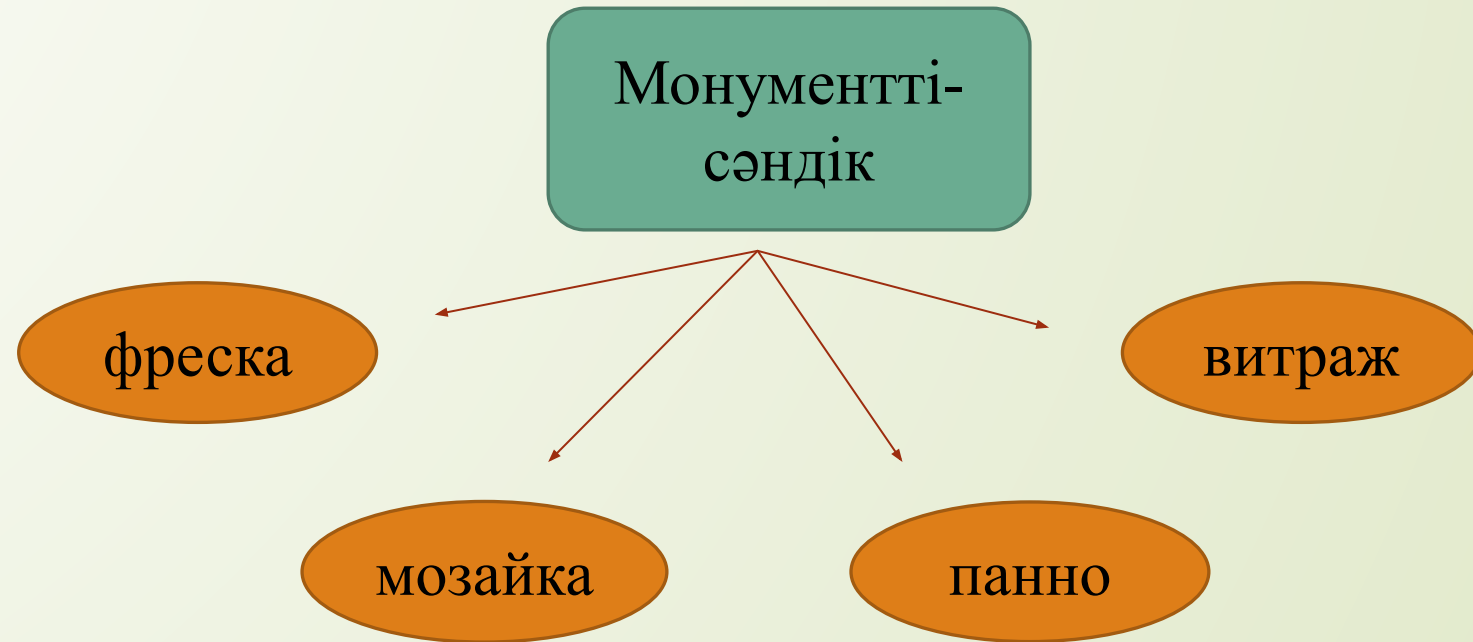 Монументті-
сәндік
фреска
витраж
мозайка
панно